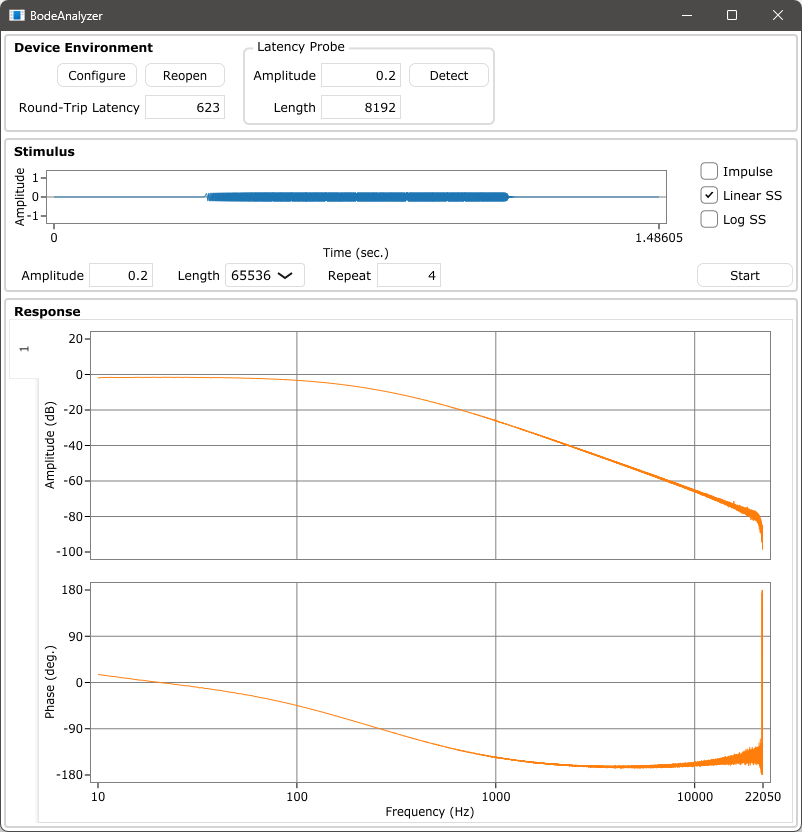 BodeAnalyzer
Device Environment
Latency Probe
Configure Reopen Amplitude 0.2 Detect
Round-Trip Latency 623 Length 8192
Stimulus
Amplitude
1
0
-1
0 1.48605
Time (sec.)
Impulse
Linear SS
Log SS
Amplitude 0.2 Length 65536 Repeat 4 Start
Response
1
Amplitude (dB)
20
0
-20
-40
-60
-80
-100
Phase (deg.)
180
90
0
-90
-180
10 100 1000 10000 22050
Frequency (Hz)